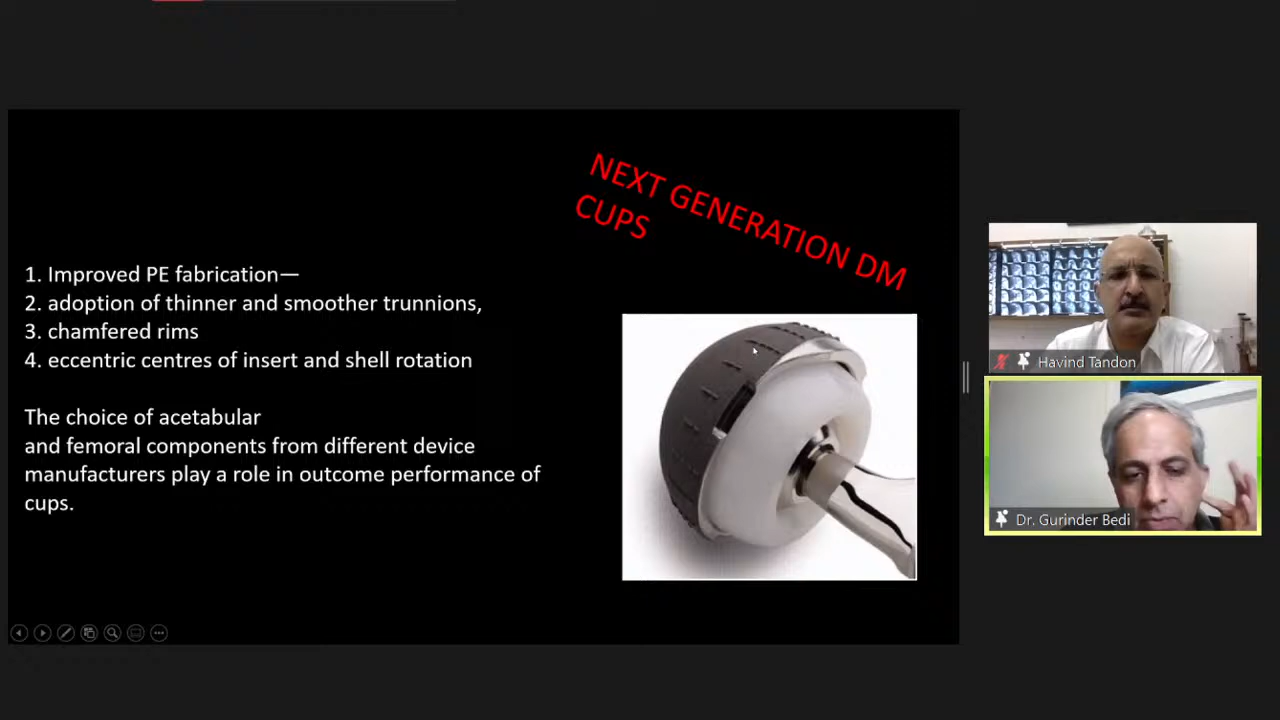 NEXT GENERATION DM
CUPS
1. Improved PE fabrication—
2. adoption of thinner and smoother trunnions,
3. chamfered rims
4. eccentric centres of insert and shell rotation
The choice of acetabular
and femoral components from different device
manufacturers play a role in outcome performance of
cups.
Havind Tandon
Dr. Gurinder Bedi